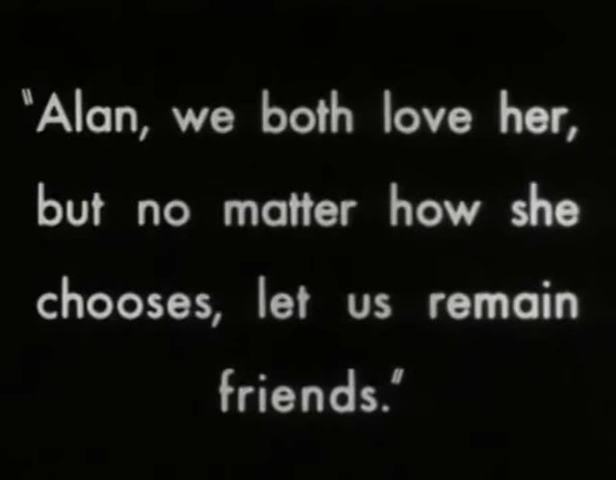 "Alan, we both love her,
but no matter how she
chooses, let us remain
friends."